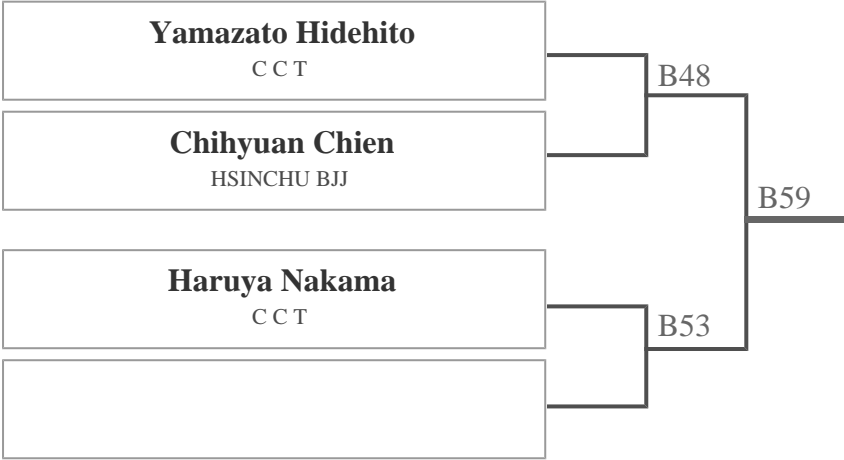 Yamazato Hidehito
C C T
B48
Chihyuan Chien
HSINCHU BJJ
B59
Haruya Nakama
C C T
B53